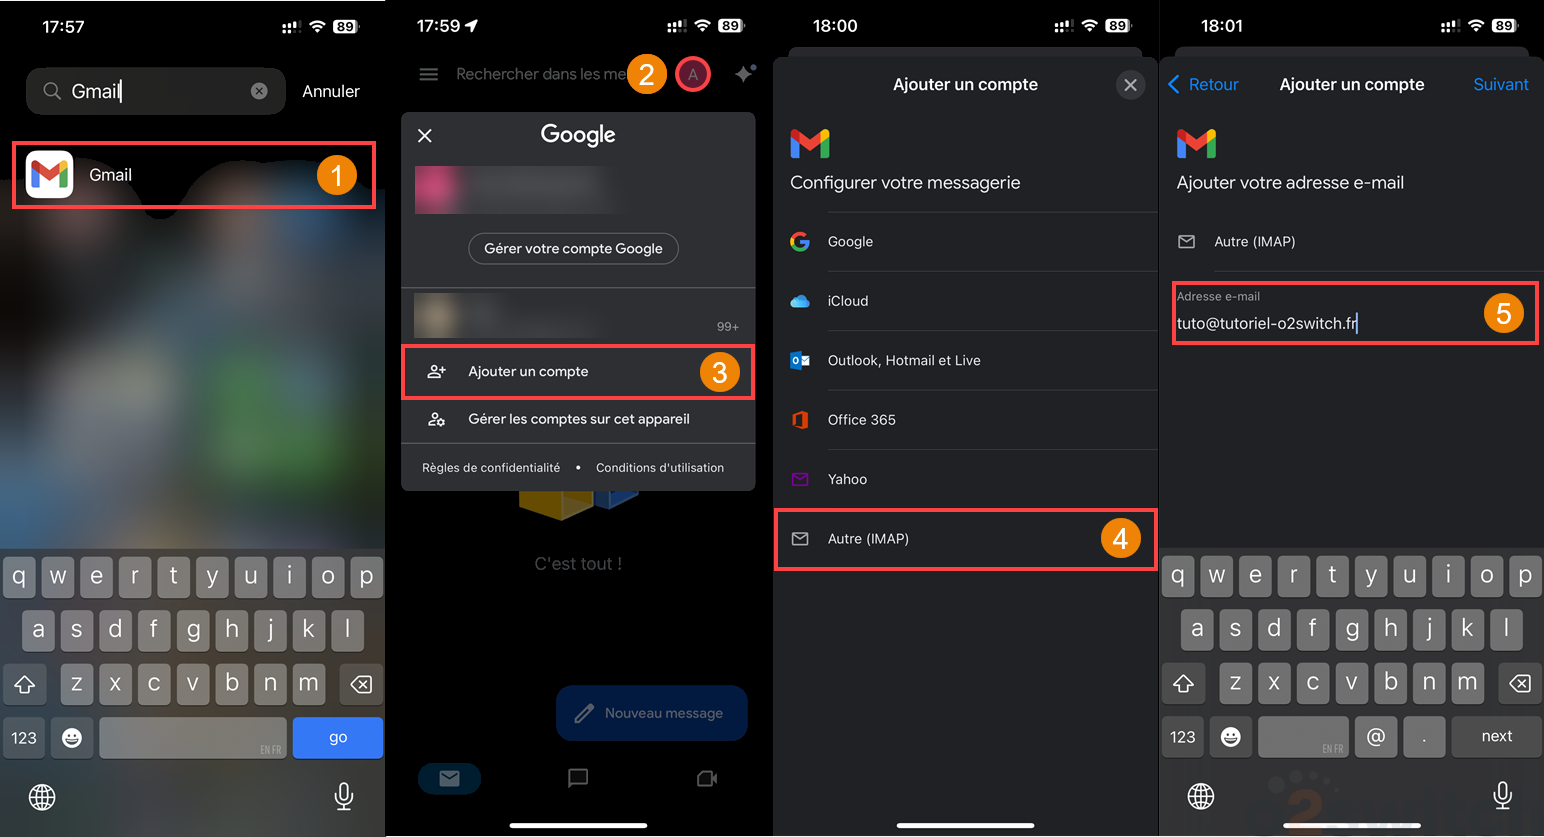 17:57
89
Gmail
Annuler
Gmail
1
q w e r t y u i o p
a s d f g h j k l
z x c v b n m
123
EN FR
go
17:59
89
Rechercher dans les me
2
A
Google
Gérer votre compte Google
99+
Ajouter un compte
3
Gérer les comptes sur cet appareil
Règles de confidentialité • Conditions d'utilisation
C'est tout !
Nouveau message
18:00
89
Ajouter un compte
Configurer votre messagerie
Google
iCloud
Outlook, Hotmail et Live
Office 365
Yahoo
Autre (IMAP)
4
18:01
89
Retour
Ajouter un compte
Suivant
Ajouter votre adresse e-mail
Autre (IMAP)
Adresse e-mail
tuto@tutoriel-o2switch.fr
5
q w e r t y u i o p
a s d f g h j k l
z x c v b n m
123
EN FR
@
.
next